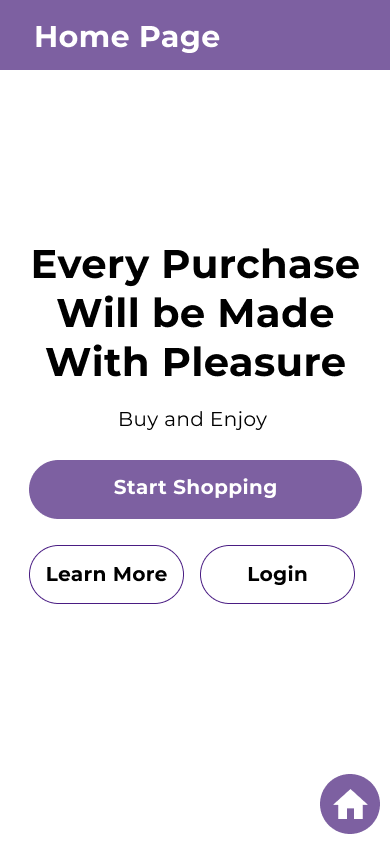 Home Page
Every Purchase
Will be Made
With Pleasure
Buy and Enjoy
Start Shopping
Learn More
Login